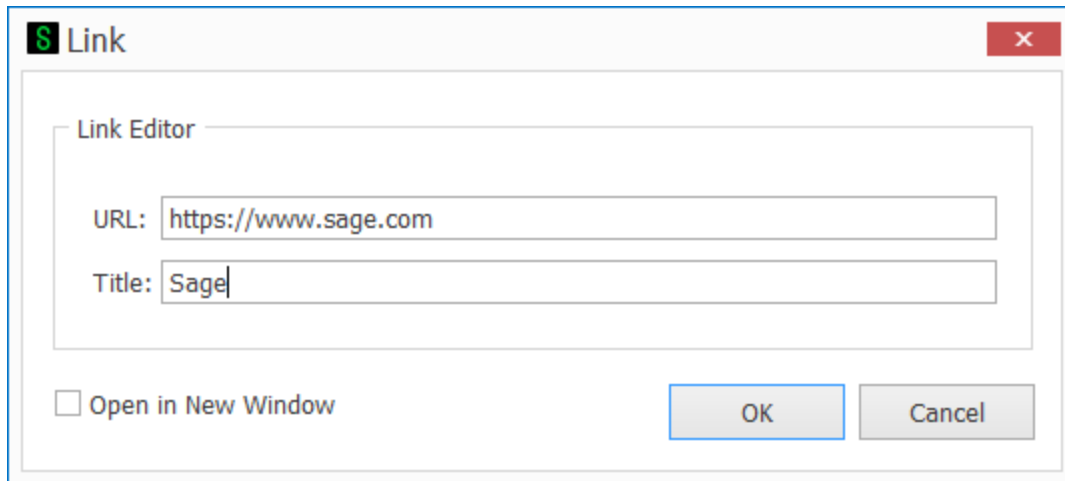 S Link
Link Editor
URL: https://www.sage.com
Title: Sage
Open in New Window
OK Cancel